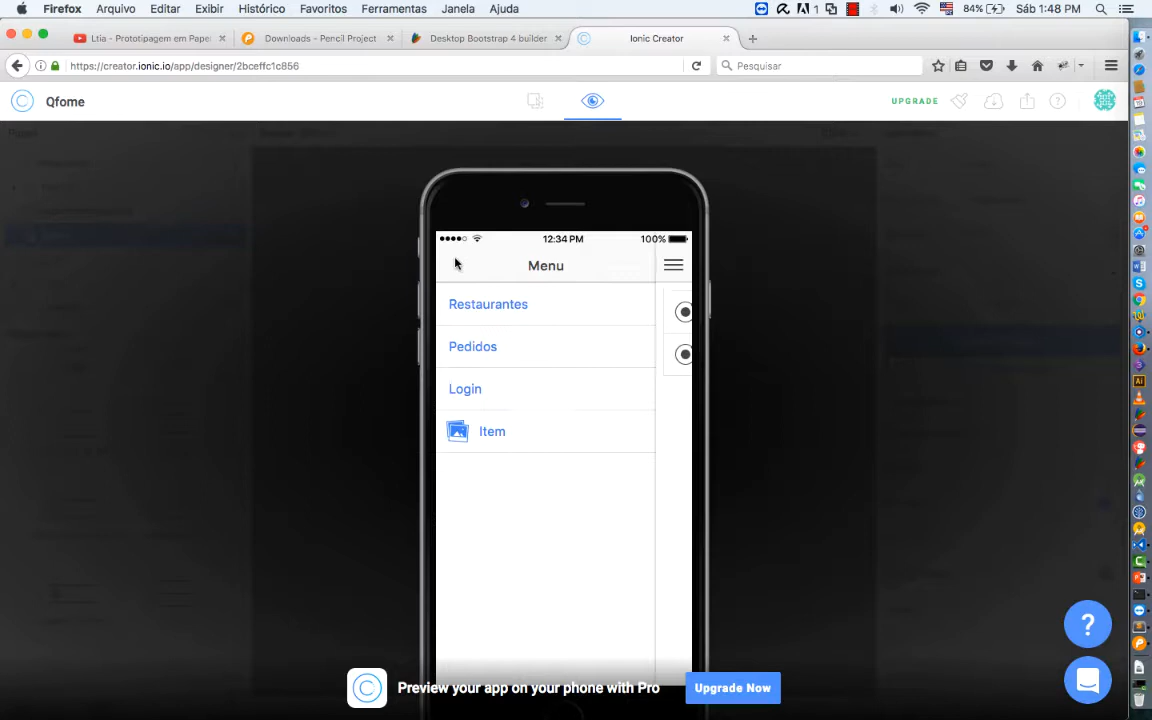 Firefox Arquivo Editar Exibir Histórico Favoritos Ferramentas Janela Ajuda 1 84% Sáb 1:48 PM
Ltia - Prototipagem em Pape Downloads - Pencil Project Desktop Bootstrap 4 builder Ionic Creator
https://creator.ionic.io/app/designer/2bceffc1c856 Pesquisar
Qfome UPGRADE
12:34 PM 100%
Menu
Restaurantes
Pedidos
Login
Item
Preview your app on your phone with Pro Upgrade Now